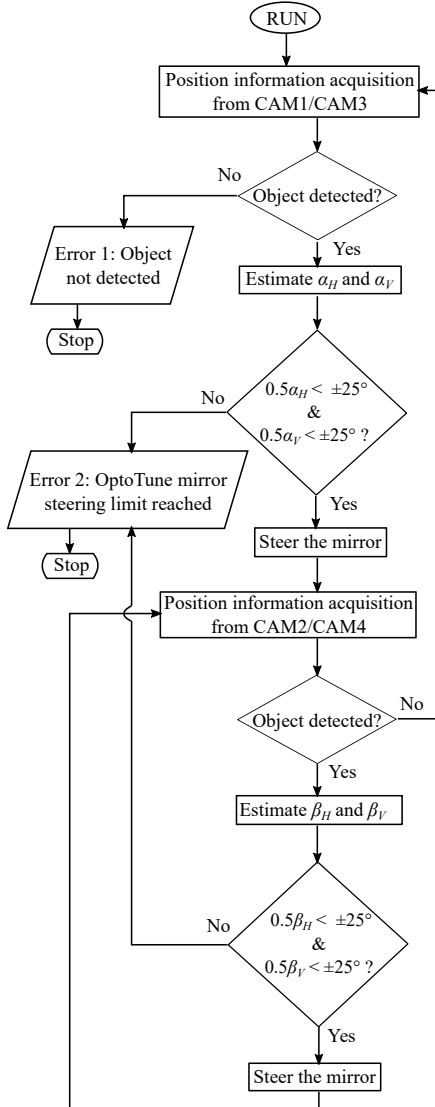 RUN
Position information acquisition
from CAM1/CAM3
No
Object detected?
Error 1: Object
not detected
Yes
Estimate α_H and α_V
Stop
No
0.5α_H < ±25°
&
0.5α_V < ±25° ?
Error 2: OptoTune mirror
steering limit reached
Yes
Steer the mirror
Stop
Position information acquisition
from CAM2/CAM4
Object detected?
No
Yes
Estimate β_H and β_V
No
0.5β_H < ±25°
&
0.5β_V < ±25° ?
Yes
Steer the mirror